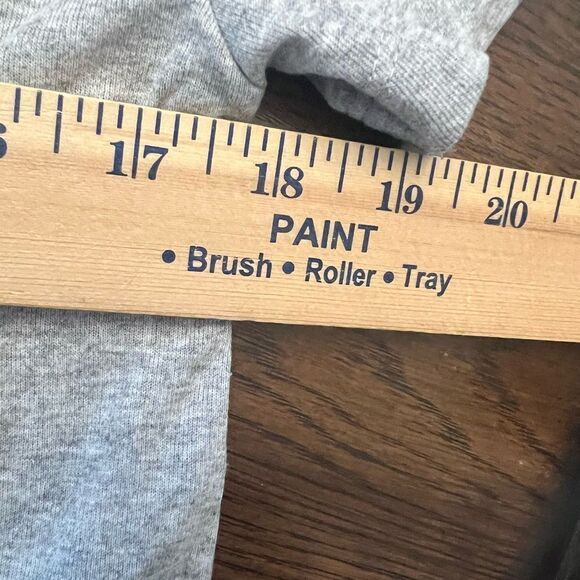 17 18 19 20
PAINT
• Brush • Roller • Tray